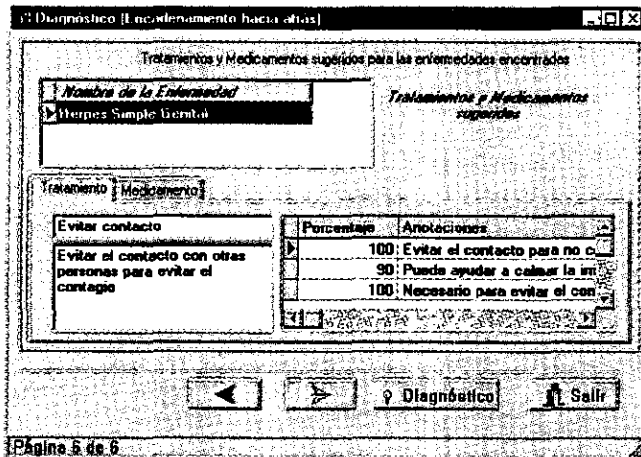 Diagnóstico [Encadenamiento hacia atrás]
Tratamientos y Medicamentos sugeridos para las enfermedades encontradas
Nombre de la Enfermedad
Herpes Simple Genital
Tratamientos y Medicamentos
sugeridos
Tratamiento Medicamento
Evitar contacto
Evitar el contacto con otras
personas para evitar el
contagio
Porcentaje Anotaciones
100 Evitar el contacto para no c
90 Puede ayudar a calmar la irri
100 Necesario para evitar el con
Diagnóstico Salir
Página 6 de 6